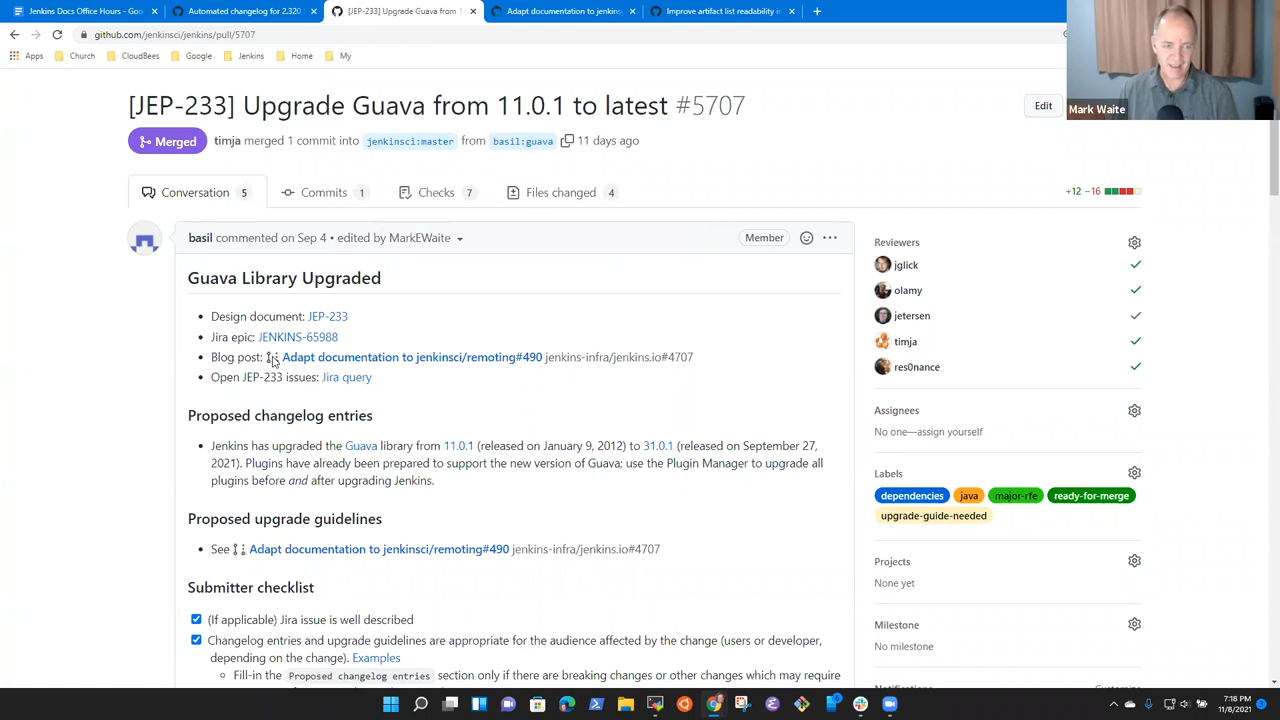 Jenkins Docs Office Hours - Goo
Automated changelog for 2.320
[JEP-233] Upgrade Guava from 1
Adapt documentation to jenkins
Improve artifact list readability in
github.com/jenkinsci/jenkins/pull/5707
Apps
Church
CloudBees
Google
Jenkins
Home
My
[JEP-233] Upgrade Guava from 11.0.1 to latest #5707
Edit
Mark Waite
Merged
timja merged 1 commit into jenkinsci:master from basil:guava 11 days ago
Conversation 5
Commits 1
Checks 7
Files changed 4
+12 −16
basil commented on Sep 4 • edited by MarkEWaite
Member
Guava Library Upgraded
Design document: JEP-233
Jira epic: JENKINS-65988
Blog post: Adapt documentation to jenkinsci/remoting#490 jenkins-infra/jenkins.io#4707
Open JEP-233 issues: Jira query
Proposed changelog entries
Jenkins has upgraded the Guava library from 11.0.1 (released on January 9, 2012) to 31.0.1 (released on September 27,
2021). Plugins have already been prepared to support the new version of Guava; use the Plugin Manager to upgrade all
plugins before and after upgrading Jenkins.
Proposed upgrade guidelines
See Adapt documentation to jenkinsci/remoting#490 jenkins-infra/jenkins.io#4707
Submitter checklist
(If applicable) Jira issue is well described
Changelog entries and upgrade guidelines are appropriate for the audience affected by the change (users or developer,
depending on the change). Examples
Fill-in the Proposed changelog entries section only if there are breaking changes or other changes which may require
Reviewers
jglick
olamy
jetersen
timja
res0nance
Assignees
No one—assign yourself
Labels
dependencies
java
major-rfe
ready-for-merge
upgrade-guide-needed
Projects
None yet
Milestone
No milestone
Notifications
Customize
7:18 PM
11/8/2021